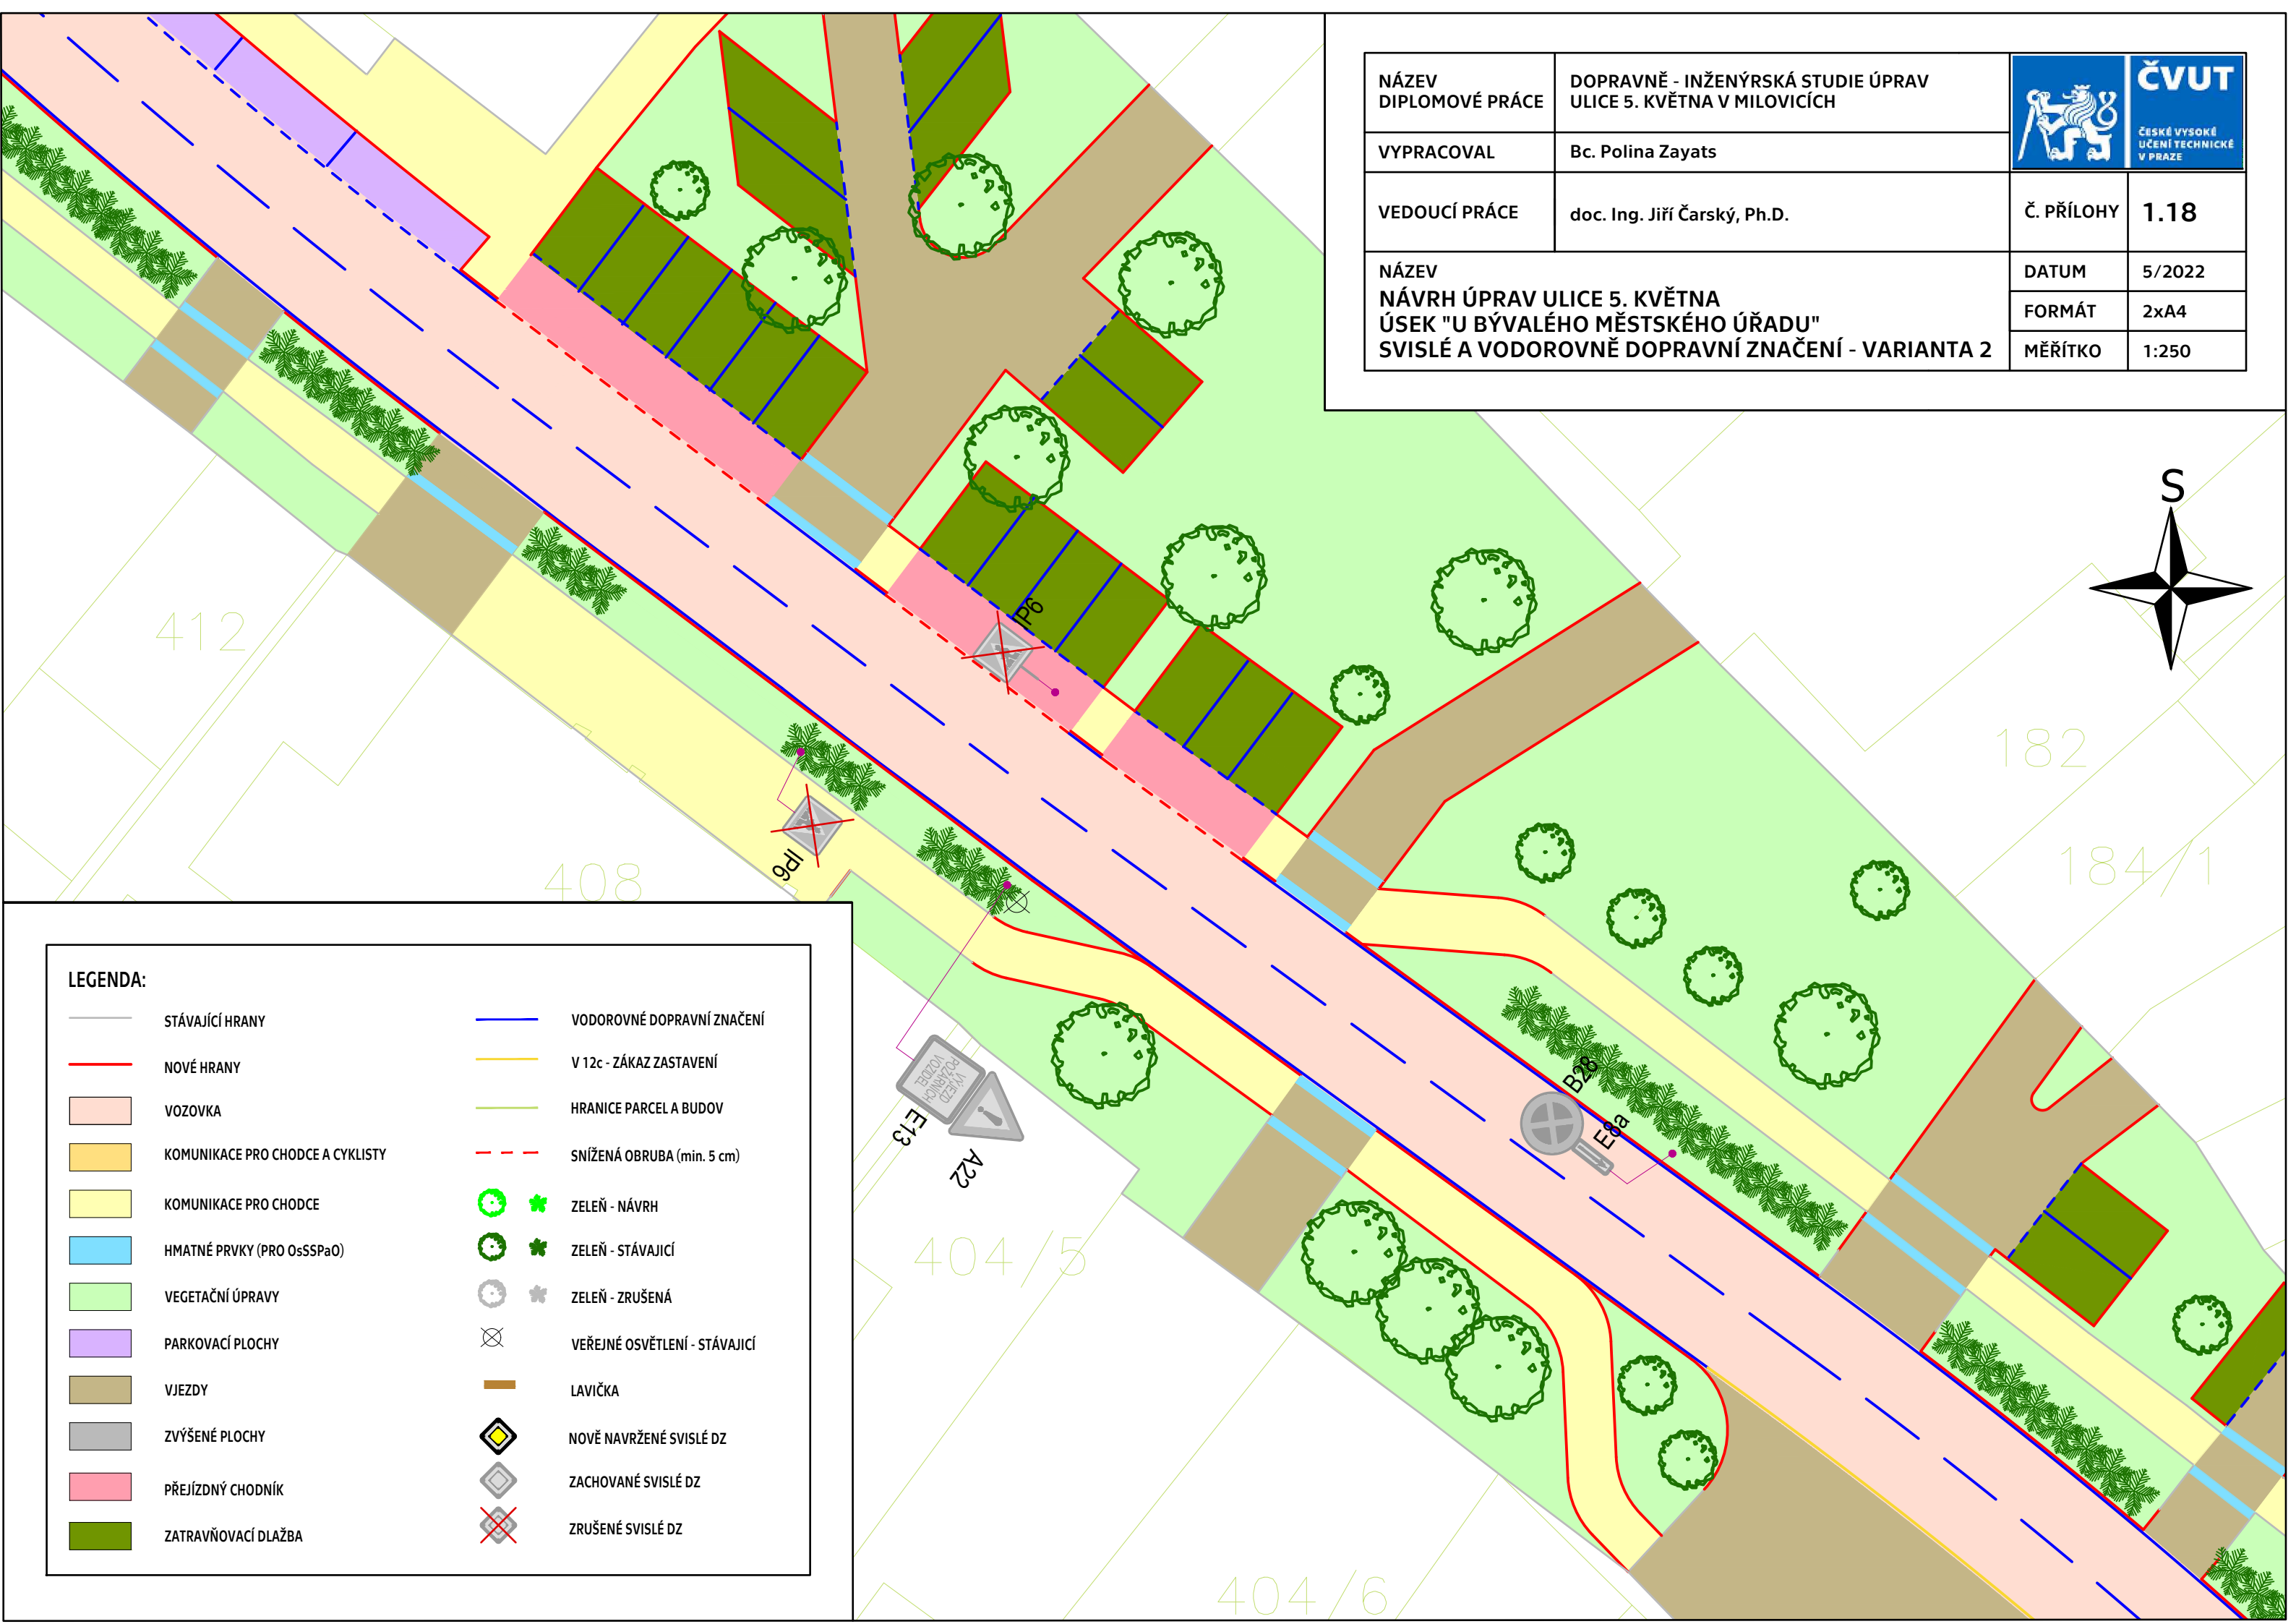 NÁZEV
DIPLOMOVÉ PRÁCE
DOPRAVNĚ - INŽENÝRSKÁ STUDIE ÚPRAV
ULICE 5. KVĚTNA V MILOVICÍCH
ČVUT
ČESKÉ VYSOKÉ
UČENÍ TECHNICKÉ
V PRAZE
VYPRACOVAL
Bc. Polina Zayats
VEDOUCÍ PRÁCE
doc. Ing. Jiří Čarský, Ph.D.
Č. PŘÍLOHY
1.18
NÁZEV
NÁVRH ÚPRAV ULICE 5. KVĚTNA
ÚSEK "U BÝVALÉHO MĚSTSKÉHO ÚŘADU"
SVISLÉ A VODOROVNĚ DOPRAVNÍ ZNAČENÍ - VARIANTA 2
DATUM
5/2022
FORMÁT
2xA4
MĚŘÍTKO
1:250
S
412
IP6
182
184/1
IP6
408
VÝJEZD
POŽÁRNÍCH
VOZIDEL
E13
A22
B28
E8a
404/5
404/6
LEGENDA:
STÁVAJÍCÍ HRANY
NOVÉ HRANY
VOZOVKA
KOMUNIKACE PRO CHODCE A CYKLISTY
KOMUNIKACE PRO CHODCE
HMATNÉ PRVKY (PRO OsSSPaO)
VEGETAČNÍ ÚPRAVY
PARKOVACÍ PLOCHY
VJEZDY
ZVÝŠENÉ PLOCHY
PŘEJÍZDNÝ CHODNÍK
ZATRAVŇOVACÍ DLAŽBA
VODOROVNÉ DOPRAVNÍ ZNAČENÍ
V 12c - ZÁKAZ ZASTAVENÍ
HRANICE PARCEL A BUDOV
SNÍŽENÁ OBRUBA (min. 5 cm)
ZELEŇ - NÁVRH
ZELEŇ - STÁVAJICÍ
ZELEŇ - ZRUŠENÁ
VEŘEJNÉ OSVĚTLENÍ - STÁVAJICÍ
LAVIČKA
NOVĚ NAVRŽENÉ SVISLÉ DZ
ZACHOVANÉ SVISLÉ DZ
ZRUŠENÉ SVISLÉ DZ